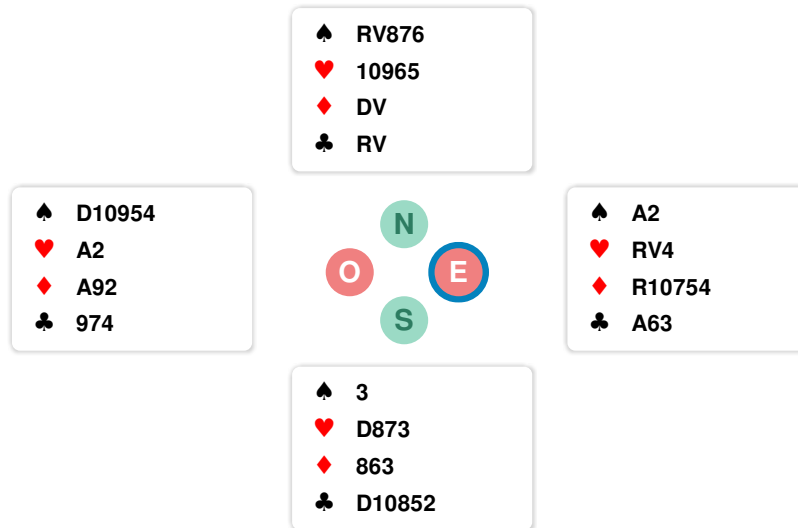 ♠ RV876
♥ 10965
♦ DV
♣ RV
♠ D10954
♥ A2
♦ A92
♣ 974
N
O
E
S
♠ A2
♥ RV4
♦ R10754
♣ A63
♠ 3
♥ D873
♦ 863
♣ D10852